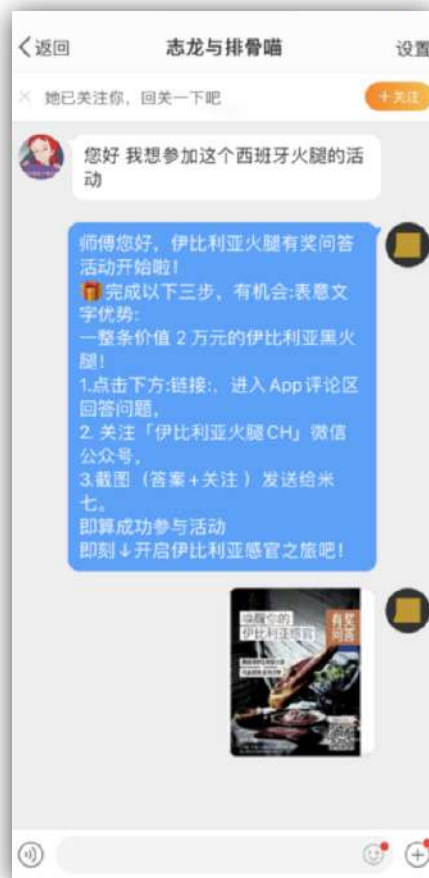 返回
志龙与排骨喵
设置
她已关注你，回关一下吧
+关注
您好 我想参加这个西班牙火腿的活
动
师傅您好，伊比利亚火腿有奖问答
活动开始啦！
完成以下三步，有机会:表意文
字优势:
一整条价值 2 万元的伊比利亚黑火
腿！
1.点击下方:链接:，进入App评论区
回答问题，
2. 关注「伊比利亚火腿CH」微信
公众号，
3.截图（答案+关注 ）发送给米
七。
即算成功参与活动
即刻↓开启伊比利亚感官之旅吧！
唤醒你的
伊比利亚感官
有奖
问答